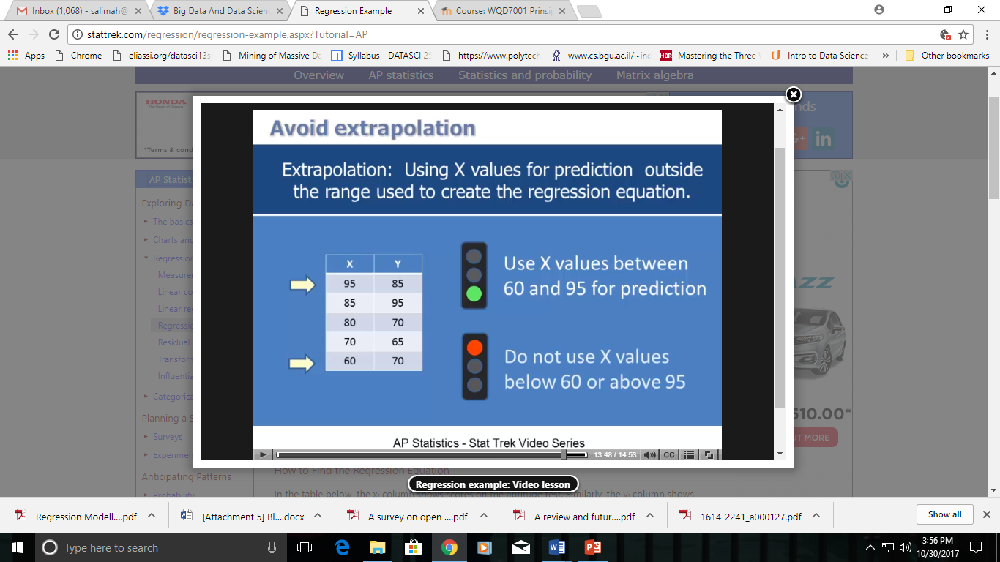 Inbox (1,068) - salimah@
Big Data And Data Scien
Regression Example
Course: WQD7001 Prinsi
stattrek.com/regression/regression-example.aspx?Tutorial=AP
Apps
Chrome
eliassi.org/datasci13s
Mining of Massive Da
Syllabus - DATASCI 25
https://www.polytech
www.cs.bgu.ac.il/~in
HBR
Mastering the Three
Intro to Data Science
»
Other bookmarks
Overview
AP statistics
Statistics and probability
Matrix algebra
HONDA
The Power of Dreams
*Terms & cond
nds
AP Statisti
Exploring Da
The basics
Charts and
Regression
Measure
Linear co
Linear re
Regressi
Residual
Transfor
Influentia
Categorica
Planning a S
Surveys
Experimen
Anticipating Patterns
Probability
Avoid extrapolation
Extrapolation: Using X values for prediction outside
the range used to create the regression equation.
X Y
95 85
85 95
80 70
70 65
60 70
Use X values between
60 and 95 for prediction
Do not use X values
below 60 or above 95
AP Statistics - Stat Trek Video Series
13:48 / 14:53
CC
AZZ
510.00*
UT MORE
How to Find the Regression Equation
Regression example: Video lesson
In the table below, the xi column shows scores on the aptitude test. Similarly, the yi column shows
Regression Modell....pdf
[Attachment 5] Bl....docx
A survey on open ....pdf
A review and futur....pdf
1614-2241_a000127.pdf
Show all
Type here to search
3:56 PM
10/30/2017